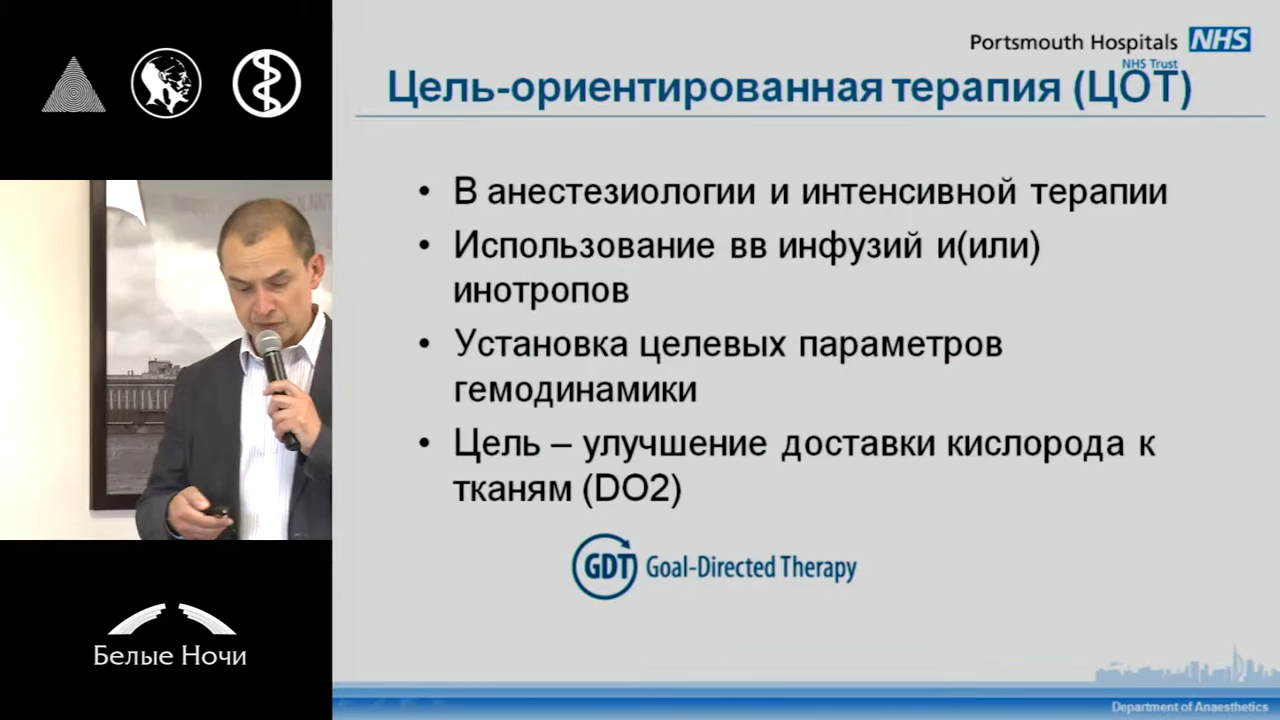 Portsmouth Hospitals NHS
NHS Trust
Цель-ориентированная терапия (ЦОТ)
• В анестезиологии и интенсивной терапии
• Использование вв инфузий и(или)
инотропов
• Установка целевых параметров
гемодинамики
• Цель – улучшение доставки кислорода к
тканям (DO2)
GDT Goal-Directed Therapy
Белые Ночи
Department of Anaesthetics